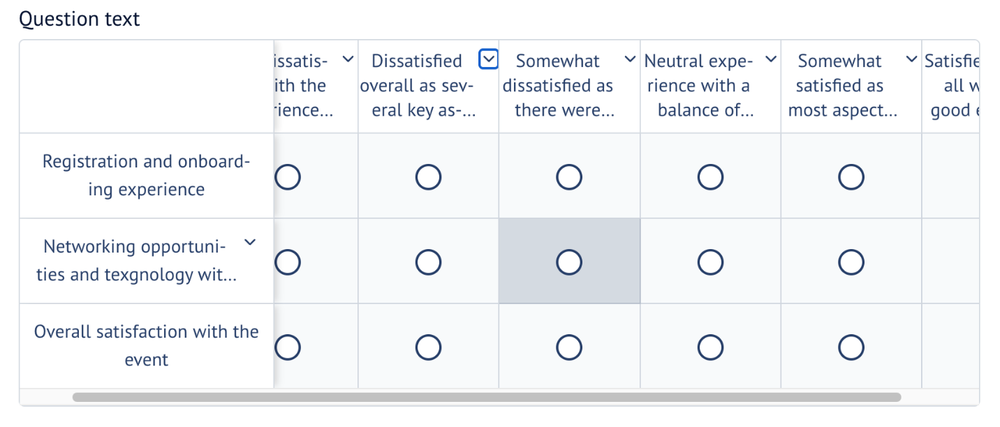 Question text
issatis-
ith the
rience...
Dissatisfied
overall as sev-
eral key as-...
Somewhat
dissatisfied as
there were...
Neutral expe-
rience with a
balance of...
Somewhat
satisfied as
most aspect...
Satisfie
all w
good e
Registration and onboard-
ing experience
Networking opportuni-
ties and texgnology wit...
Overall satisfaction with the
event